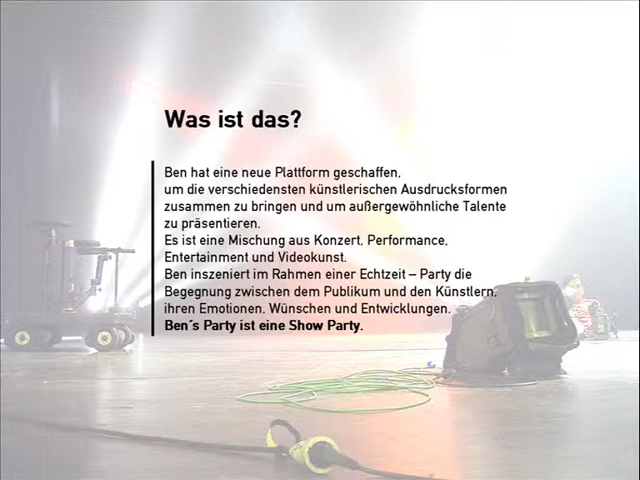 Was ist das?
Ben hat eine neue Plattform geschaffen,
um die verschiedensten künstlerischen Ausdrucksformen
zusammen zu bringen und um außergewöhnliche Talente
zu präsentieren.
Es ist eine Mischung aus Konzert, Performance,
Entertainment und Videokunst.
Ben inszeniert im Rahmen einer Echtzeit – Party die
Begegnung zwischen dem Publikum und den Künstlern,
ihren Emotionen, Wünschen und Entwicklungen.
Ben´s Party ist eine Show Party.